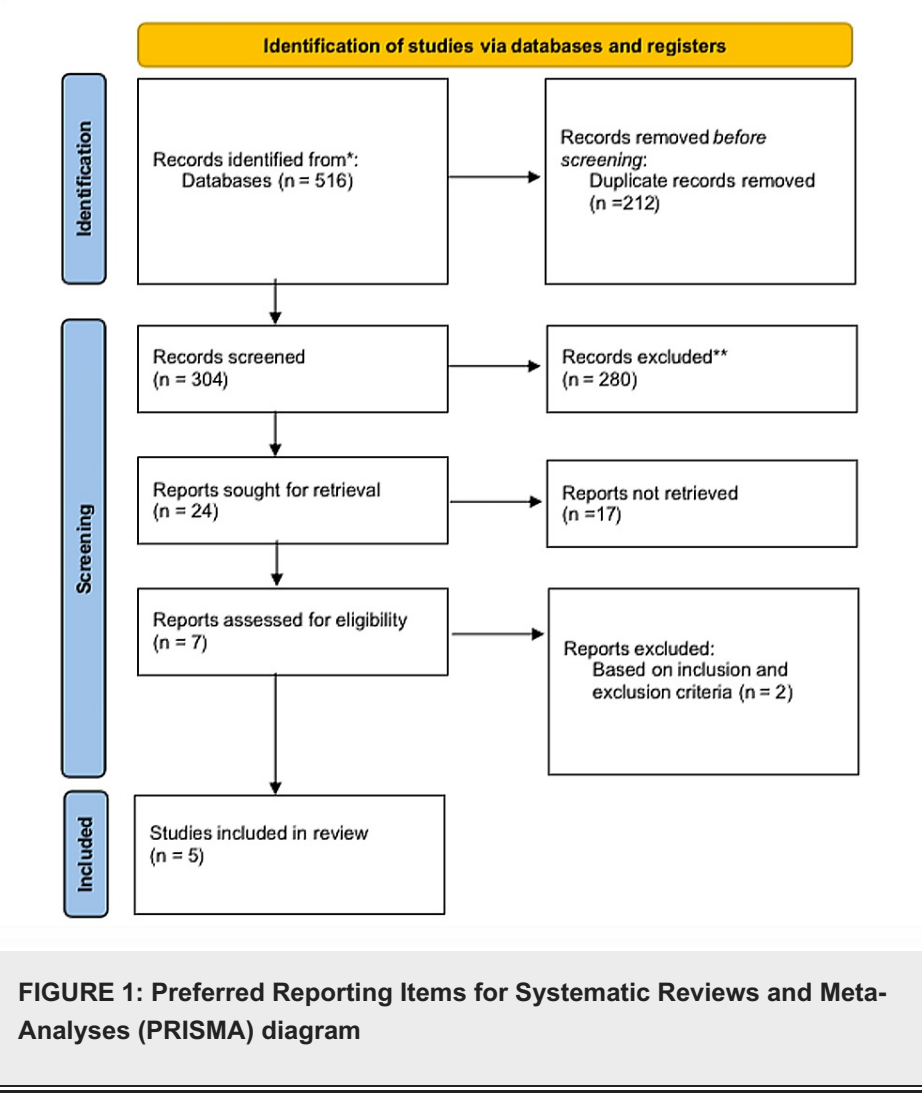 Identification of studies via databases and registers
Identification
Records identified from*:
Databases (n = 516)
Records removed before
screening:
Duplicate records removed
(n =212)
Screening
Records screened
(n = 304)
Records excluded**
(n = 280)
Reports sought for retrieval
(n = 24)
Reports not retrieved
(n =17)
Reports assessed for eligibility
(n = 7)
Reports excluded:
Based on inclusion and
exclusion criteria (n = 2)
Included
Studies included in review
(n = 5)
FIGURE 1: Preferred Reporting Items for Systematic Reviews and Meta-
Analyses (PRISMA) diagram